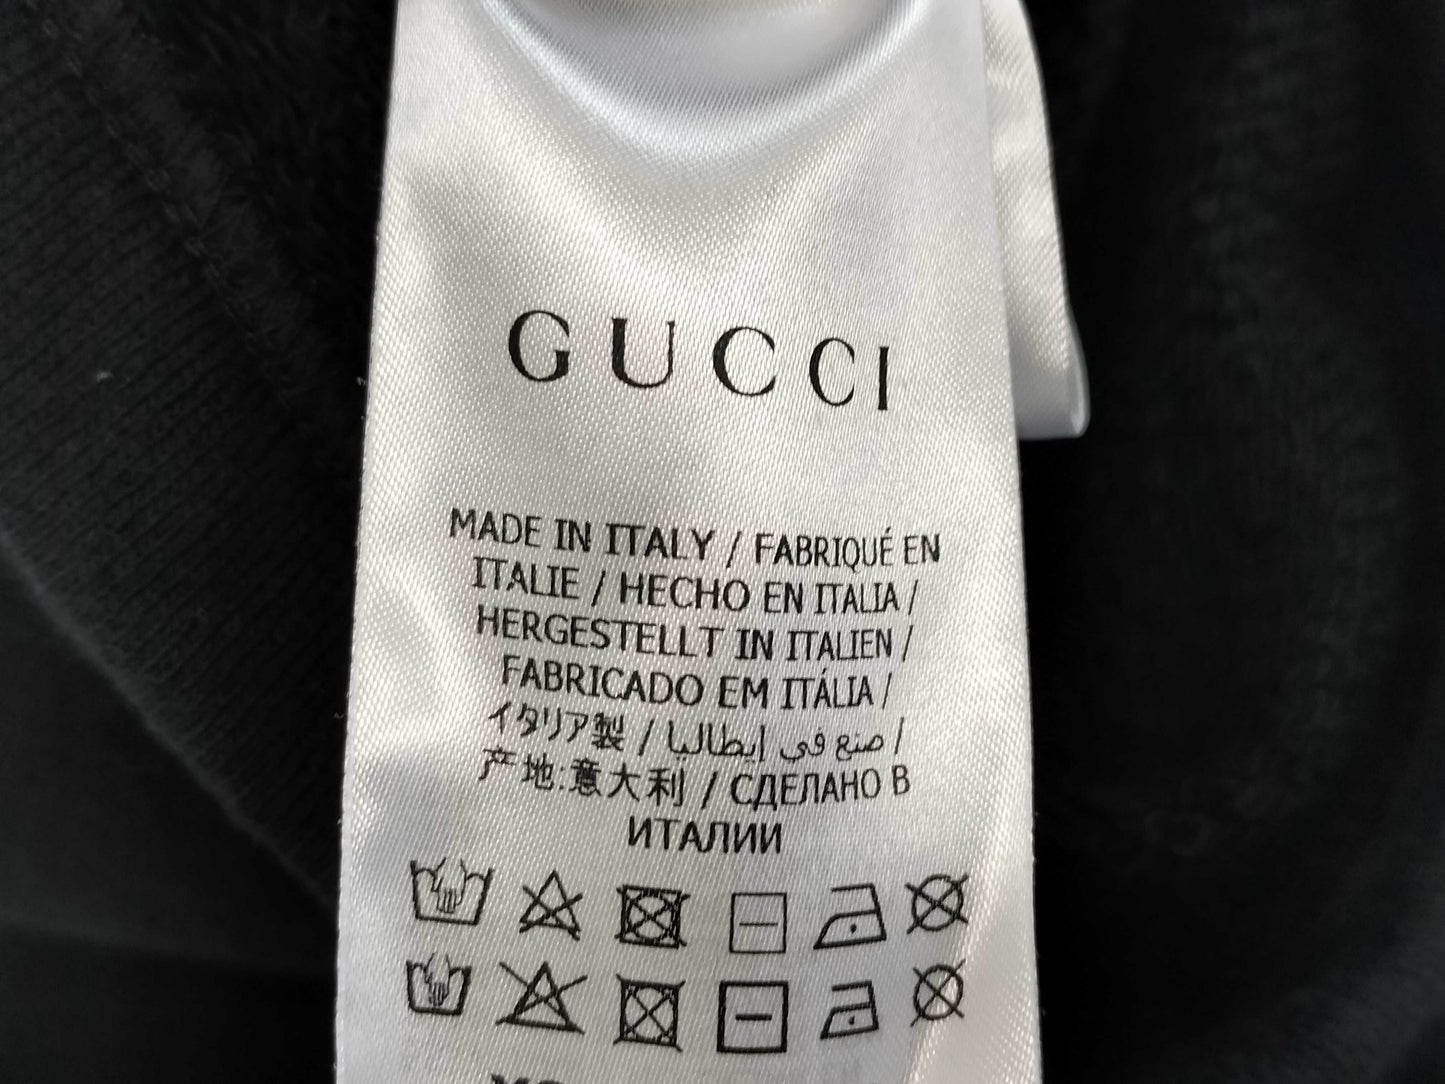 GUCCI
MADE IN ITALY / FABRIQUÉ EN
ITALIE / HECHO EN ITALIA /
HERGESTELLT IN ITALIEN /
FABRICADO EM ITÁLIA /
イタリア製 / صنع في إيطاليا /
产地:意大利 / СДЕЛАНО В
ИТАЛИИ